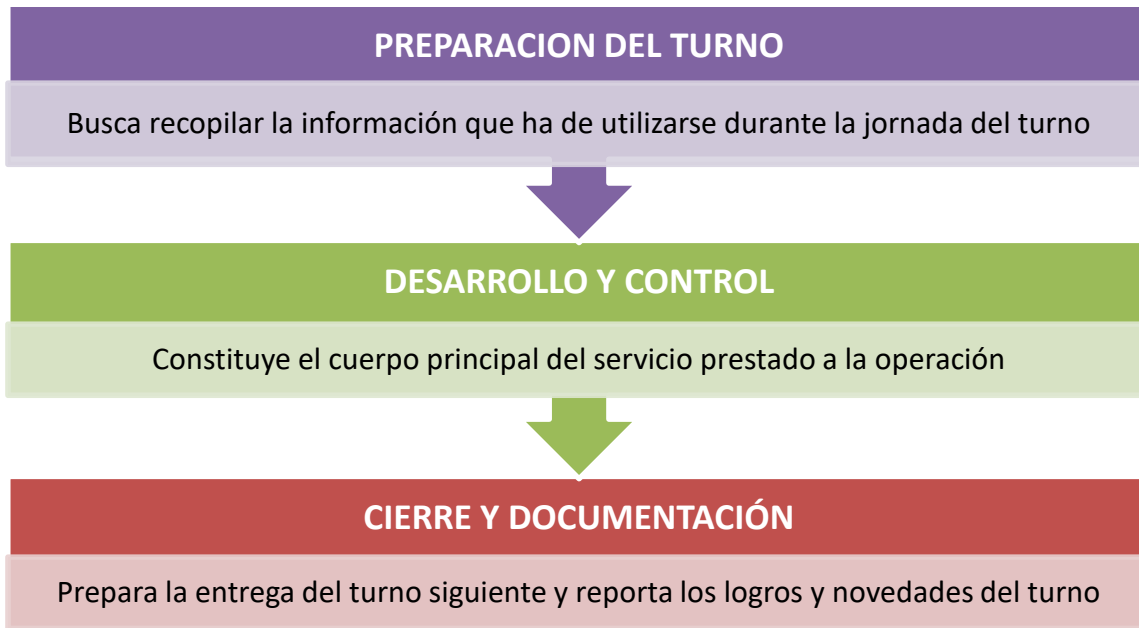 PREPARACION DEL TURNO
Busca recopilar la información que ha de utilizarse durante la jornada del turno
DESARROLLO Y CONTROL
Constituye el cuerpo principal del servicio prestado a la operación
CIERRE Y DOCUMENTACIÓN
Prepara la entrega del turno siguiente y reporta los logros y novedades del turno